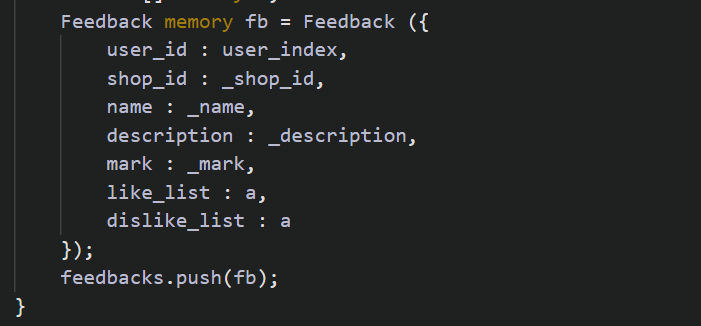 Feedback memory fb = Feedback ({
user_id : user_index,
shop_id : _shop_id,
name : _name,
description : _description,
mark : _mark,
like_list : a,
dislike_list : a
});
feedbacks.push(fb);
}